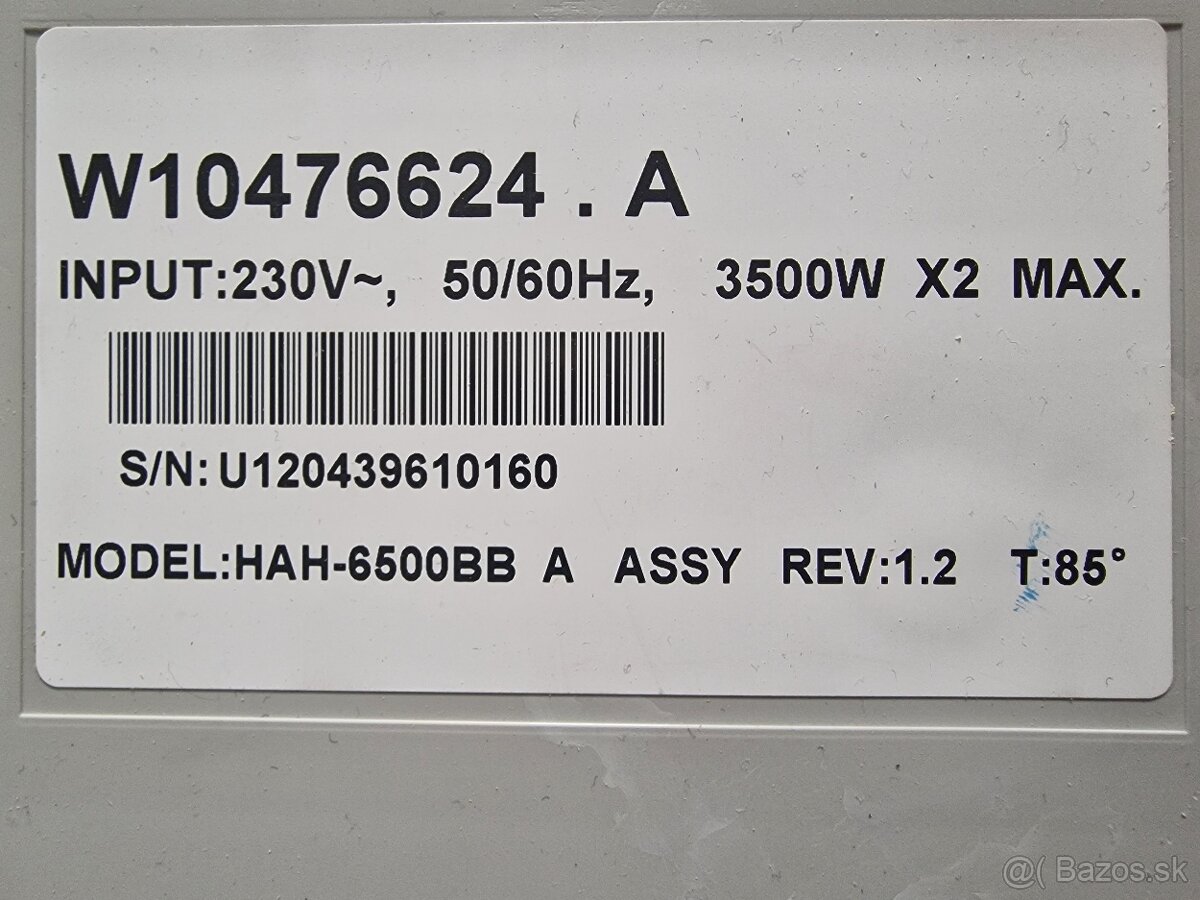 W10476624 . A
INPUT:230V~, 50/60Hz, 3500W X2 MAX.
S/N: U120439610160
MODEL:HAH-6500BB A ASSY REV:1.2 T:85°
@( Bazos.sk